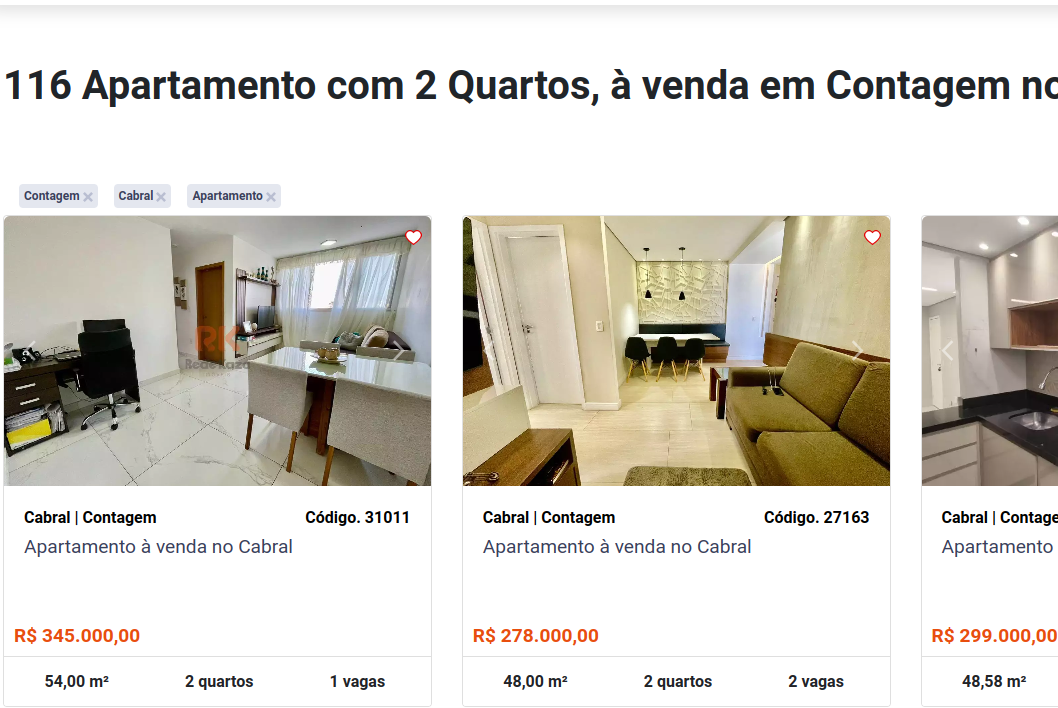 116 Apartamento com 2 Quartos, à venda em Contagem no
Contagem
Cabral
Apartamento
RK
Cabral | Contagem
Código. 31011
Apartamento à venda no Cabral
R$ 345.000,00
54,00 m²
2 quartos
1 vagas
Cabral | Contagem
Código. 27163
Apartamento à venda no Cabral
R$ 278.000,00
48,00 m²
2 quartos
2 vagas
Cabral | Contage
Apartamento
R$ 299.000,00
48,58 m²